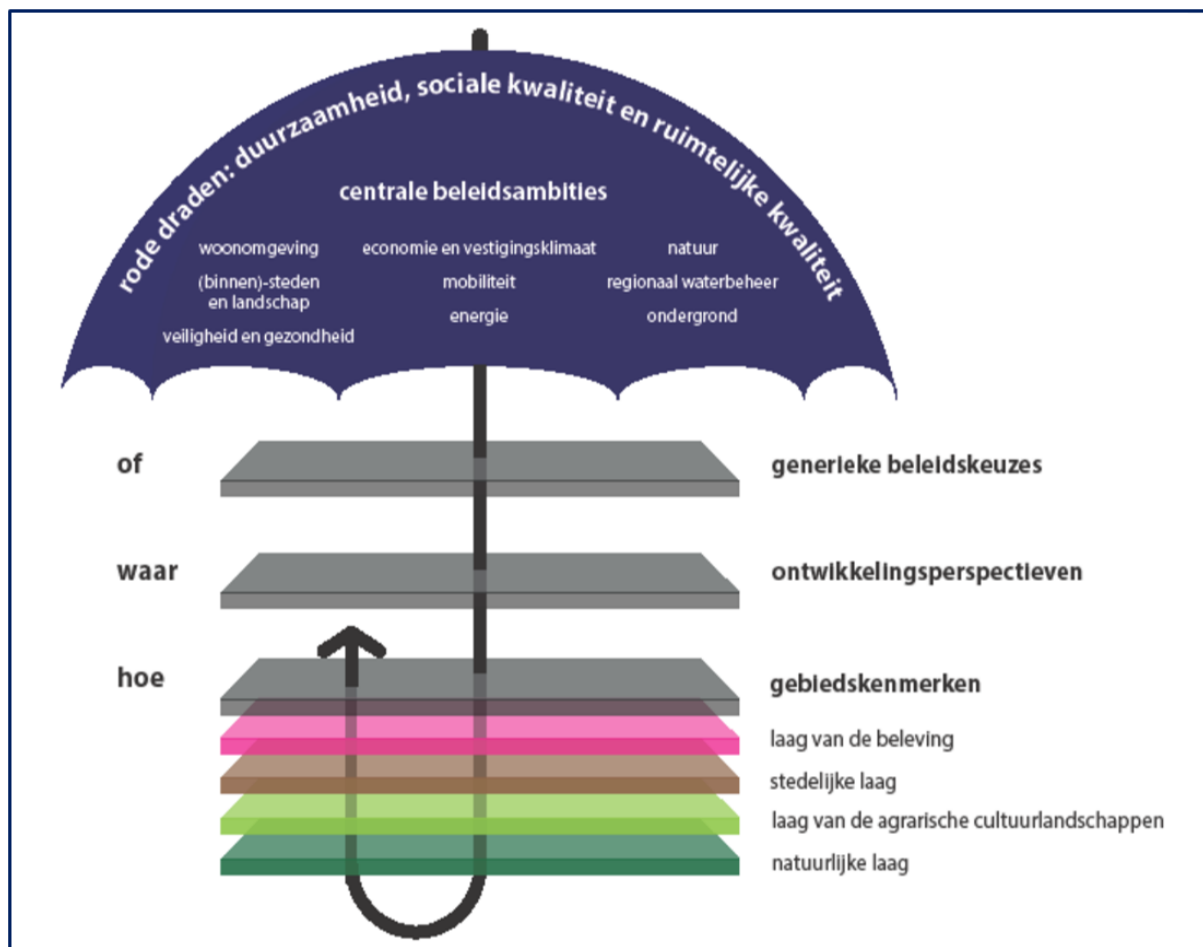 rode draden: duurzaamheid, sociale kwaliteit en ruimtelijke kwaliteit
centrale beleidsambities
woonomgeving
(binnen)-steden
en landschap
veiligheid en gezondheid
economie en vestigingsklimaat
mobiliteit
energie
natuur
regionaal waterbeheer
ondergrond
of
generieke beleidskeuzes
waar
ontwikkelingsperspectieven
hoe
gebiedskenmerken
laag van de beleving
stedelijke laag
laag van de agrarische cultuurlandschappen
natuurlijke laag